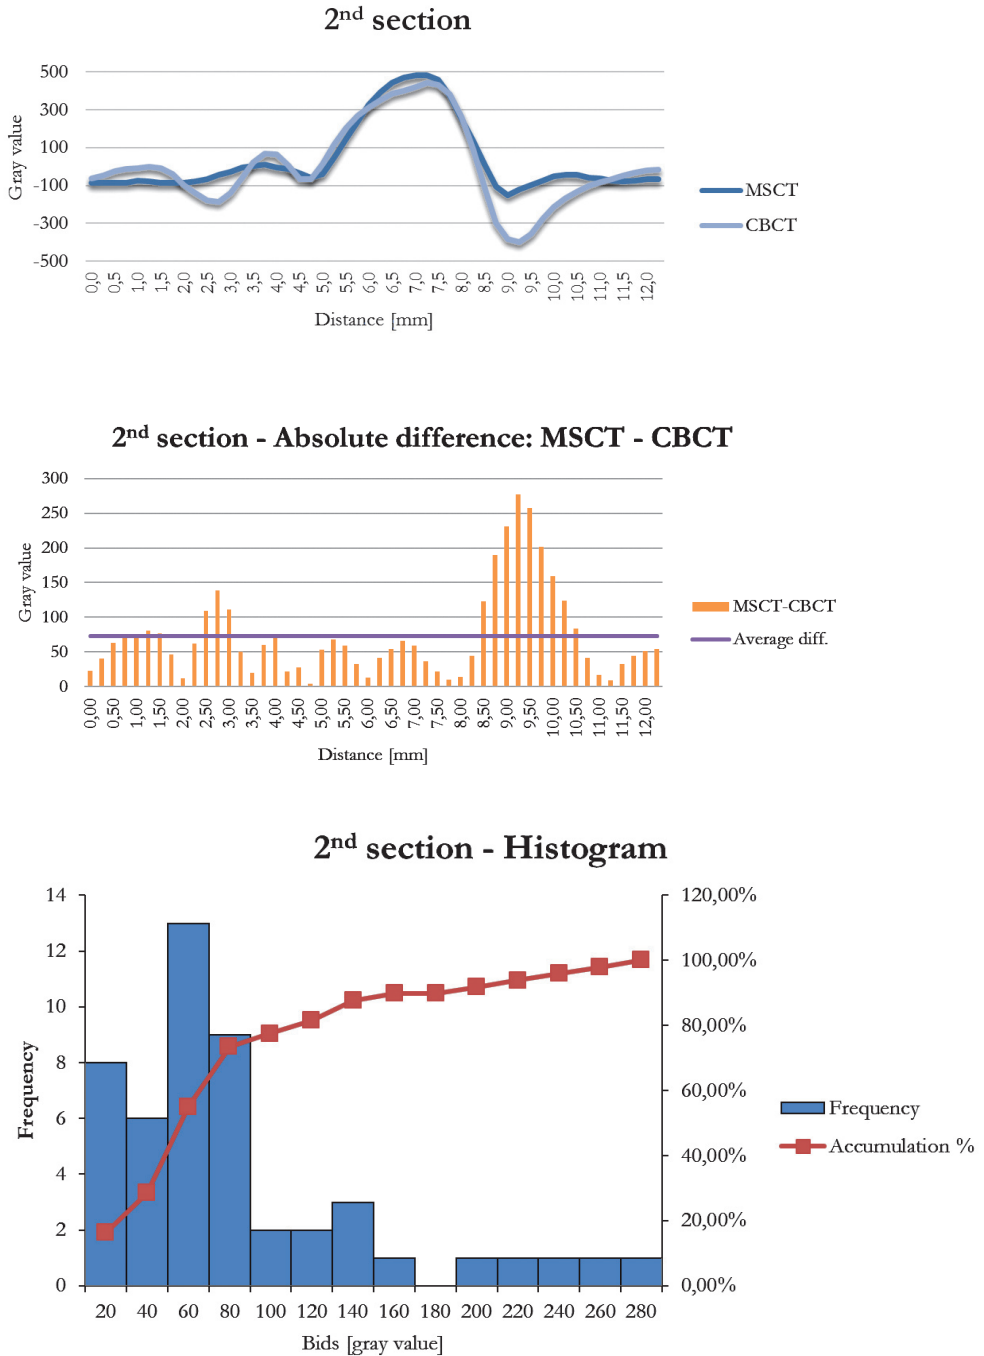 2nd section
500
300
100
-100
-300
-500
Gray value
0,0 0,5 1,0 1,5 2,0 2,5 3,0 3,5 4,0 4,5 5,0 5,5 6,0 6,5 7,0 7,5 8,0 8,5 9,0 9,5 10,0 10,5 11,0 11,5 12,0
Distance [mm]
MSCT
CBCT
2nd section - Absolute difference: MSCT - CBCT
300
250
200
150
100
50
0
Gray value
0,00 0,50 1,00 1,50 2,00 2,50 3,00 3,50 4,00 4,50 5,00 5,50 6,00 6,50 7,00 7,50 8,00 8,50 9,00 9,50 10,00 10,50 11,00 11,50 12,00
Distance [mm]
MSCT-CBCT
Average diff.
2nd section - Histogram
14
12
10
8
6
4
2
0
Frequency
120,00%
100,00%
80,00%
60,00%
40,00%
20,00%
0,00%
20 40 60 80 100 120 140 160 180 200 220 240 260 280
Bids [gray value]
Frequency
Accumulation %